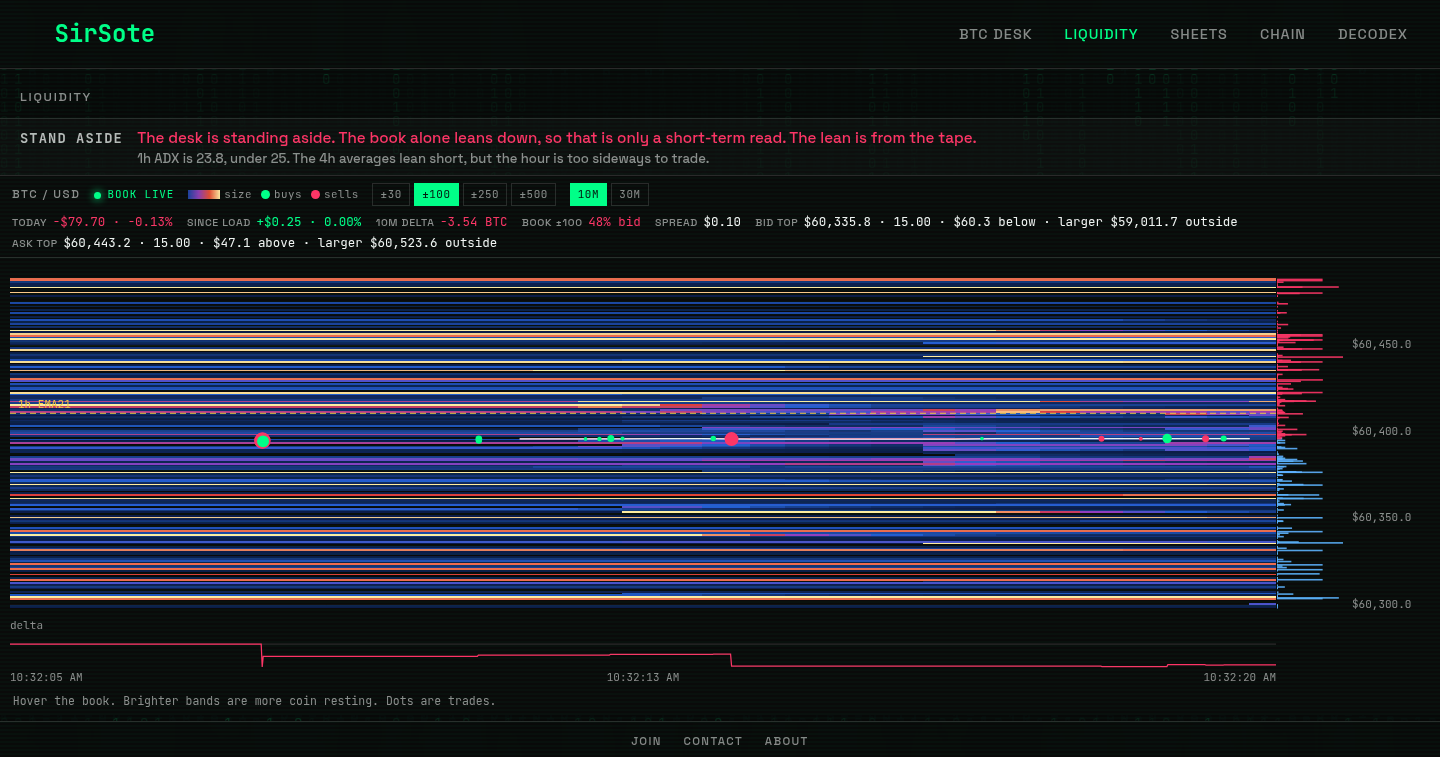 SirSote
BTC DESK LIQUIDITY SHEETS CHAIN DECODEX
LIQUIDITY
STAND ASIDE The desk is standing aside. The book alone leans down, so that is only a short-term read. The lean is from the tape.
1h ADX is 23.8, under 25. The 4h averages lean short, but the hour is too sideways to trade.
BTC / USD BOOK LIVE size buys sells ±30 ±100 ±250 ±500 10M 30M
TODAY -$79.70 · -0.13% SINCE LOAD +$0.25 · 0.00% 10M DELTA -3.54 BTC BOOK ±100 48% bid SPREAD $0.10 BID TOP $60,335.8 · 15.00 · $60.3 below · larger $59,011.7 outside
ASK TOP $60,443.2 · 15.00 · $47.1 above · larger $60,523.6 outside
$60,450.0
1h EMA21
$60,400.0
$60,350.0
$60,300.0
delta
10:32:05 AM 10:32:13 AM 10:32:20 AM
Hover the book. Brighter bands are more coin resting. Dots are trades.
JOIN CONTACT ABOUT